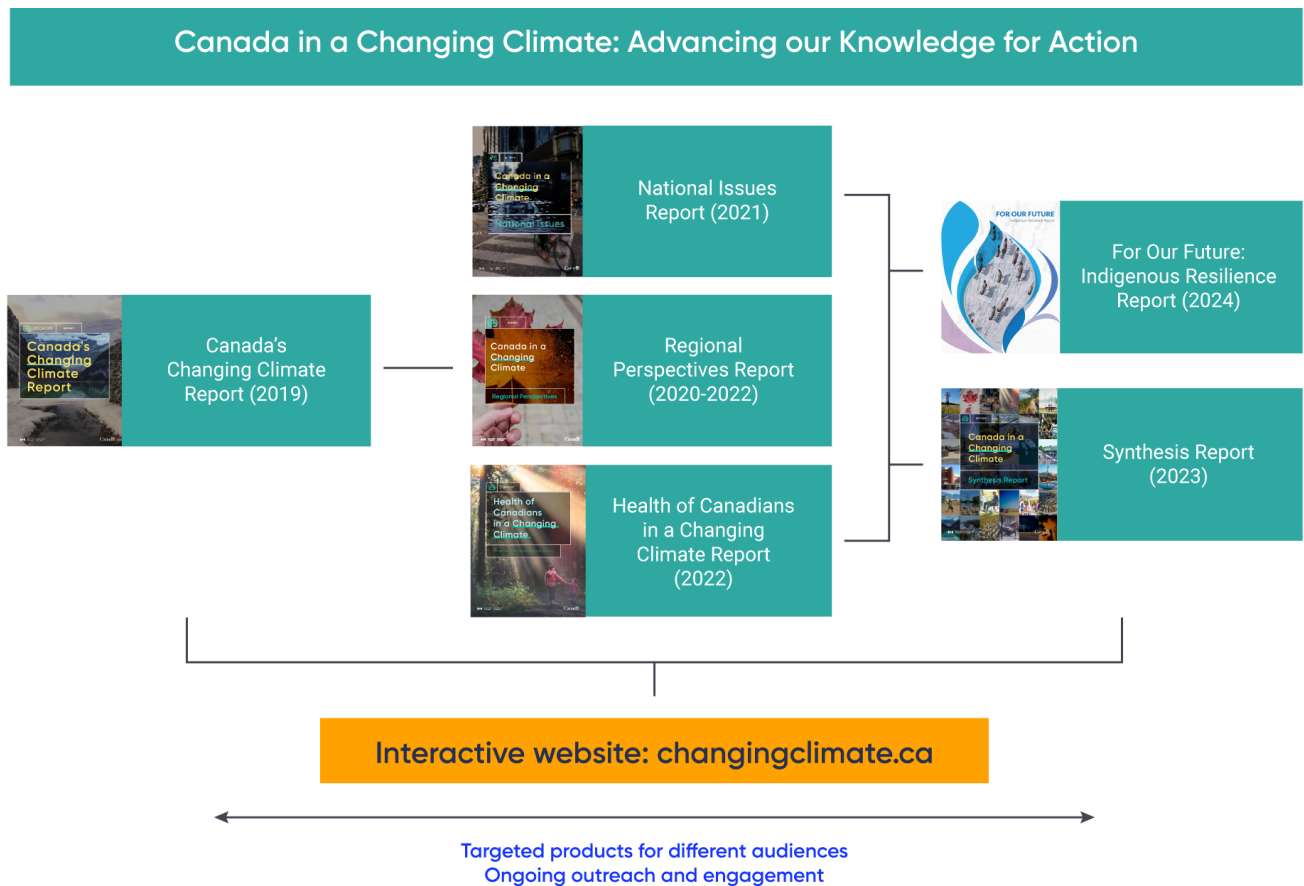 Canada in a Changing Climate: Advancing our Knowledge for Action
Canada's
Changing
Climate
Report
Canada's
Changing Climate
Report (2019)
Canada in a
Changing
Climate
National Issues
National Issues
Report (2021)
Canada in a
Changing
Climate
Regional Perspectives
Regional
Perspectives Report
(2020-2022)
Health of
Canadians
in a Changing
Climate
Health of Canadians
in a Changing
Climate Report
(2022)
FOR OUR FUTURE
Indigenous Resilience Report
For Our Future:
Indigenous Resilience
Report (2024)
Canada in a
Changing
Climate
Synthesis Report
Synthesis Report
(2023)
Interactive website: changingclimate.ca
Targeted products for different audiences
Ongoing outreach and engagement